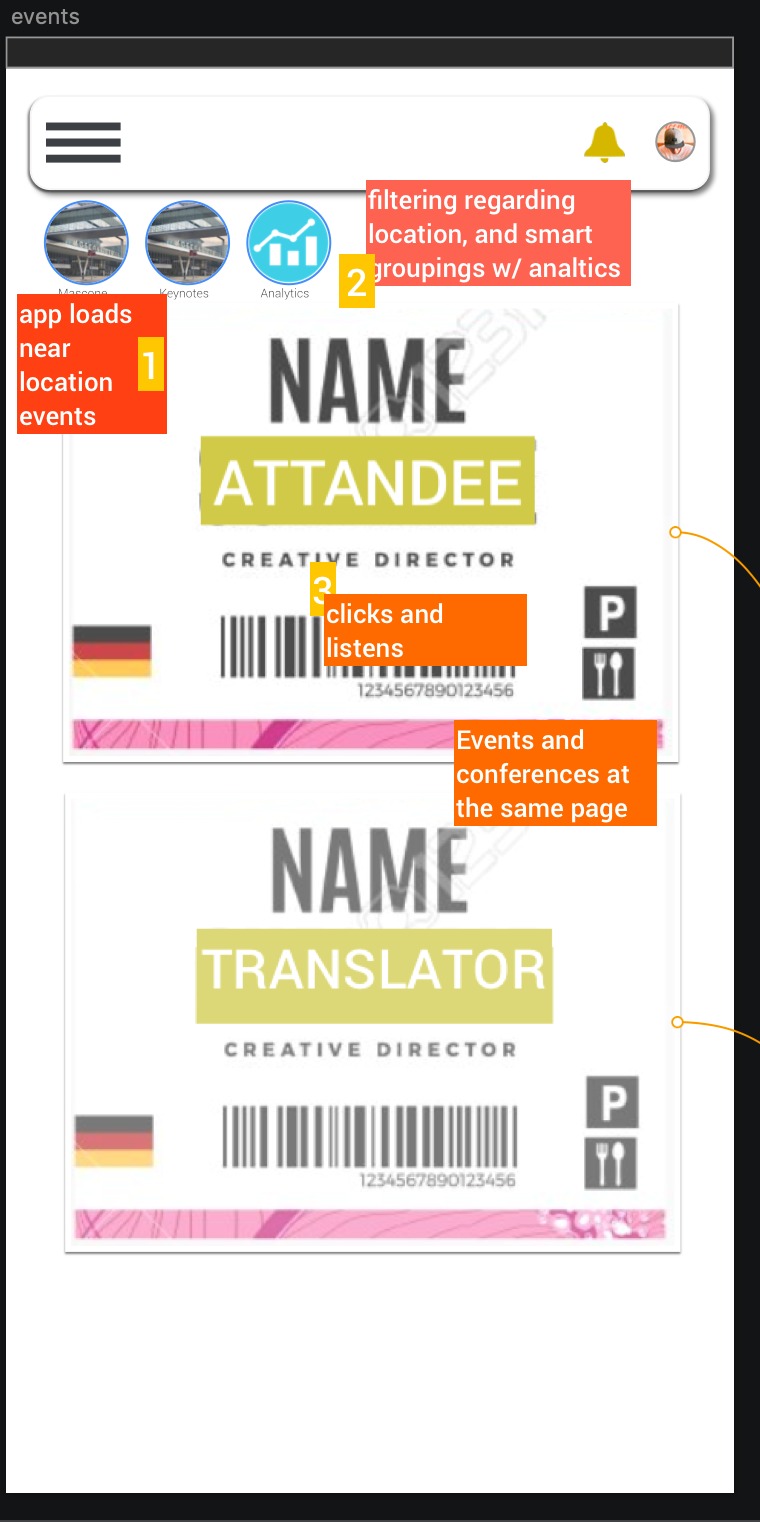 events
filtering regarding
location, and smart
groupings w/ analtics
2
Mascone
Keynotes
Analytics
app loads
near
location
events
1
NAME
ATTANDEE
CREATIVE DIRECTOR
3
clicks and
listens
P
1234567890123456
Events and
conferences at
the same page
NAME
TRANSLATOR
CREATIVE DIRECTOR
P
1234567890123456